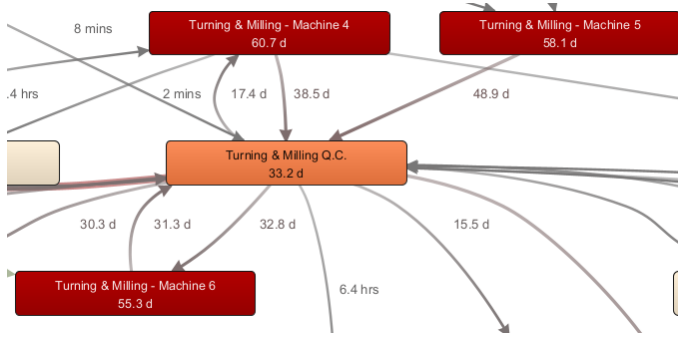 8 mins
Turning & Milling - Machine 4
60.7 d
Turning & Milling - Machine 5
58.1 d
.4 hrs
2 mins
17.4 d
38.5 d
48.9 d
Turning & Milling Q.C.
33.2 d
30.3 d
31.3 d
32.8 d
15.5 d
Turning & Milling - Machine 6
55.3 d
6.4 hrs